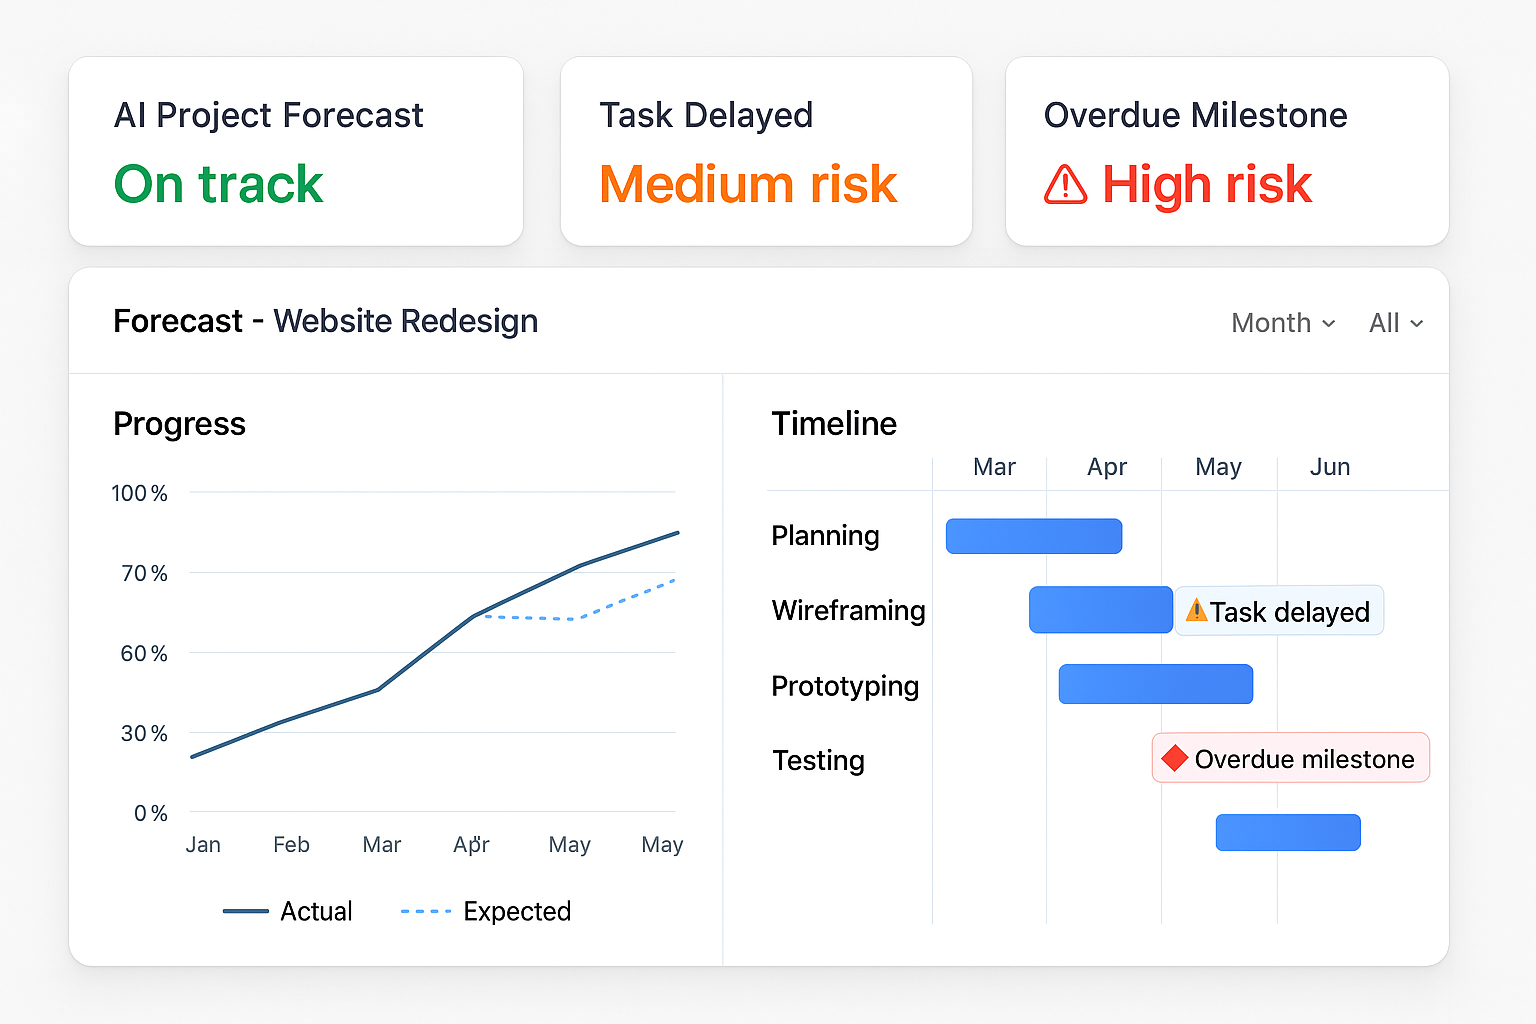 AI Project Forecast
On track
Task Delayed
Medium risk
Overdue Milestone
High risk
Forecast - Website Redesign
Month
All
Progress
100 %
70 %
60 %
30 %
0 %
Jan Feb Mar Apr May May
Actual Expected
Timeline
Mar Apr May Jun
Planning
Wireframing
Task delayed
Prototyping
Testing
Overdue milestone